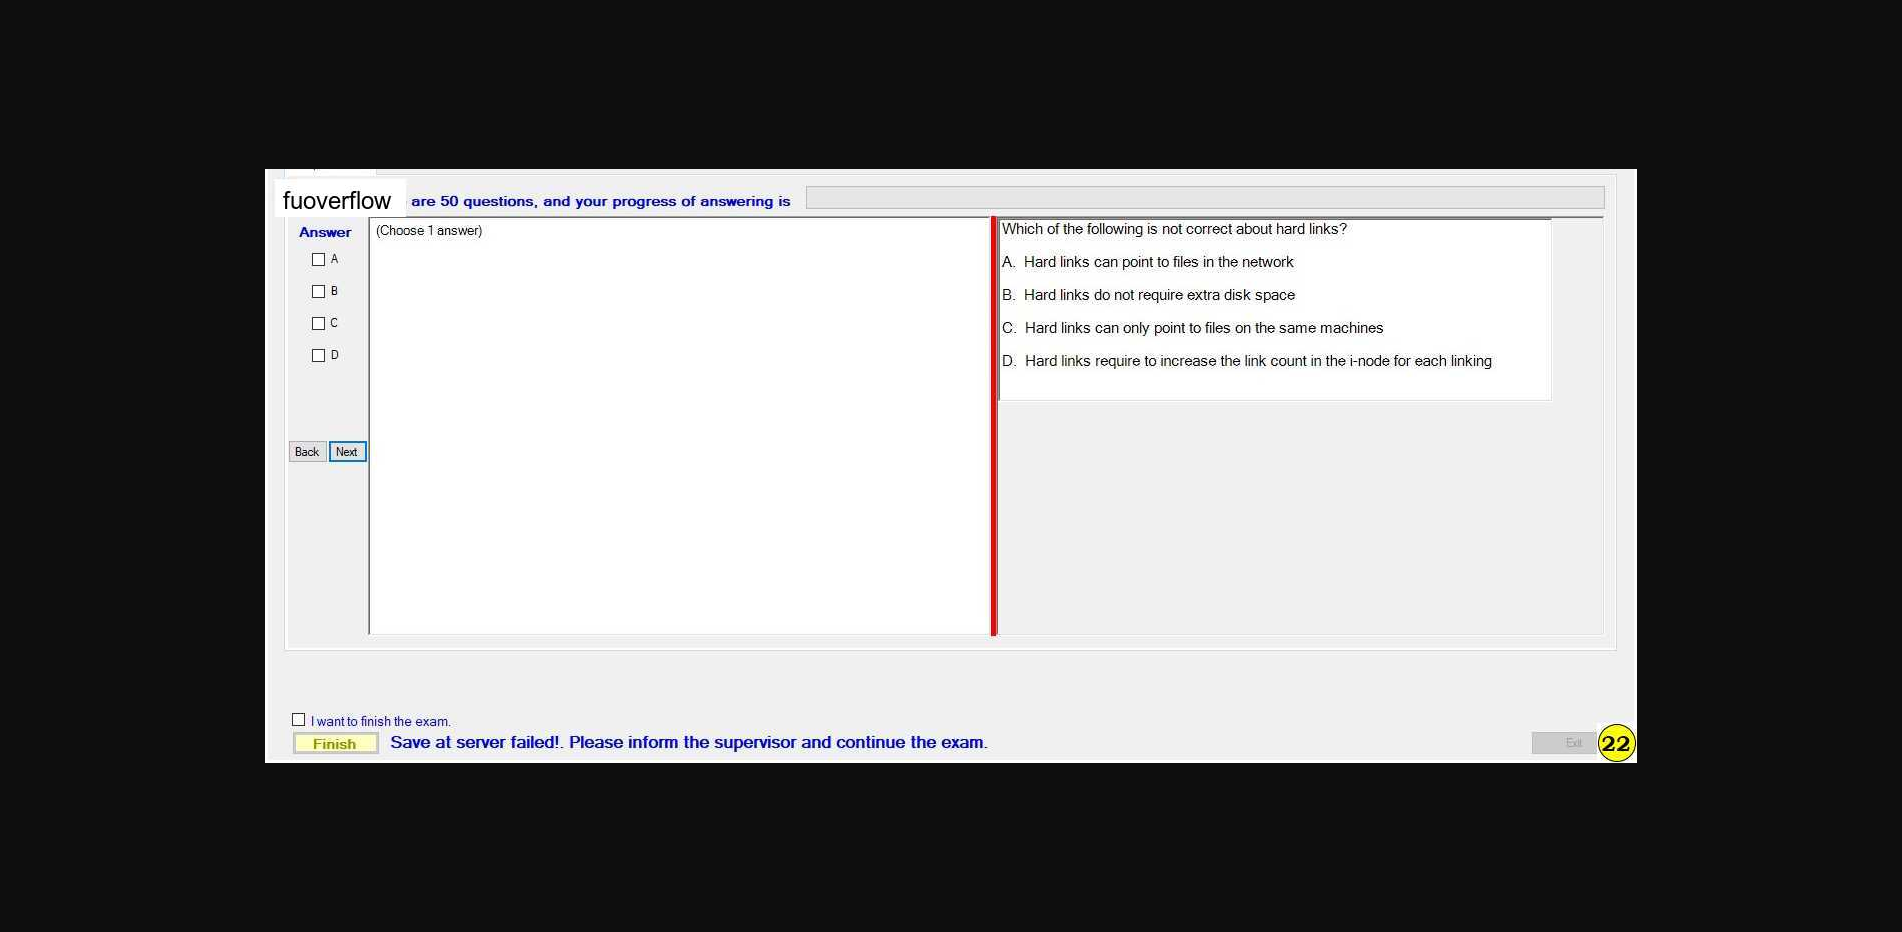 fuoverflow are 50 questions, and your progress of answering is
Answer
A
B
C
D
Back Next
(Choose 1 answer)
Which of the following is not correct about hard links?
A. Hard links can point to files in the network
B. Hard links do not require extra disk space
C. Hard links can only point to files on the same machines
D. Hard links require to increase the link count in the i-node for each linking
I want to finish the exam.
Finish Save at server failed!. Please inform the supervisor and continue the exam.
Exit 22